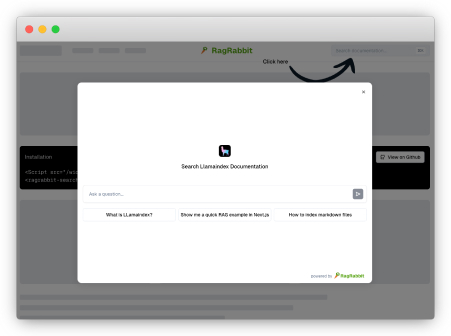 RagRabbit
Search documentation...
Click here
Installation
View on GitHub
<Script src="/wid
<ragrabbit-search
Search LlamaIndex Documentation
Ask a question...
What is LLamaIndex?
Show me a quick RAG example in Next.js
How to index markdown files
powered by RagRabbit